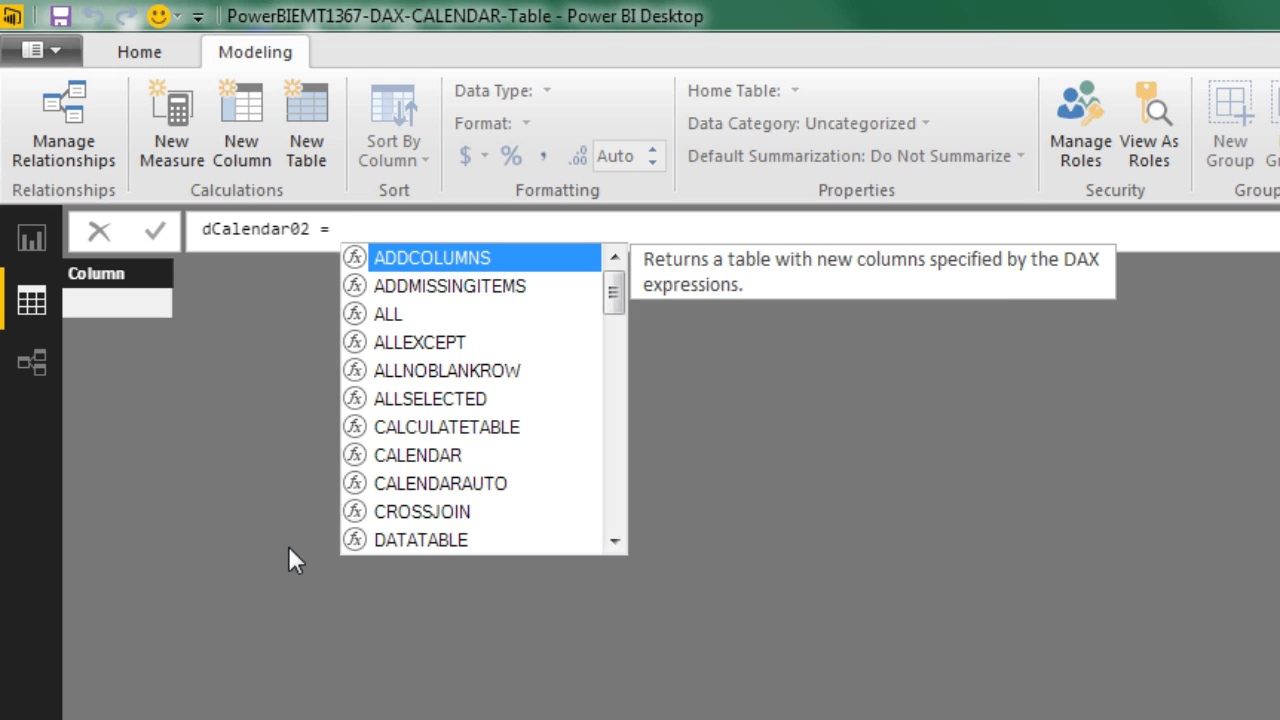 PowerBIEMT1367-DAX-CALENDAR-Table - Power BI Desktop
Home
Modeling
Manage Relationships
New Measure
New Column
New Table
Sort By Column
Data Type:
Format:
$ % , .00 Auto
Home Table:
Data Category: Uncategorized
Default Summarization: Do Not Summarize
Manage Roles
View As Roles
New Group
Relationships
Calculations
Sort
Formatting
Properties
Security
Group
dCalendar02 =
Column
ADDCOLUMNS
Returns a table with new columns specified by the DAX
expressions.
ADDMISSINGITEMS
ALL
ALLEXCEPT
ALLNOBLANKROW
ALLSELECTED
CALCULATETABLE
CALENDAR
CALENDARAUTO
CROSSJOIN
DATATABLE